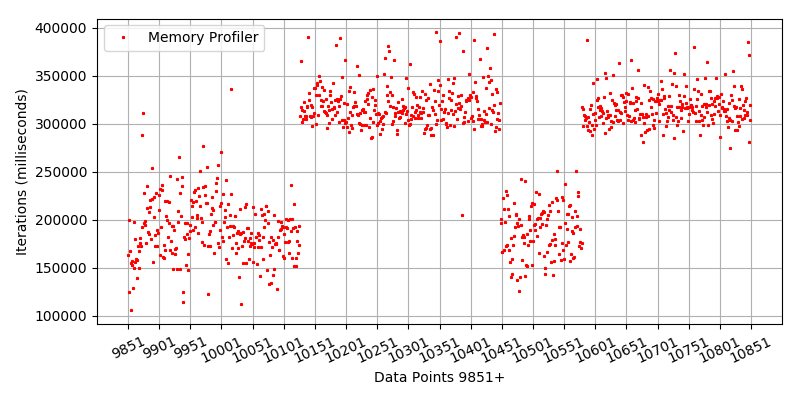 400000
350000
300000
250000
200000
150000
100000
Iterations (milliseconds)
Memory Profiler
9851 9901 9951 10001 10051 10101 10151 10201 10251 10301 10351 10401 10451 10501 10551 10601 10651 10701 10751 10801 10851
Data Points 9851+